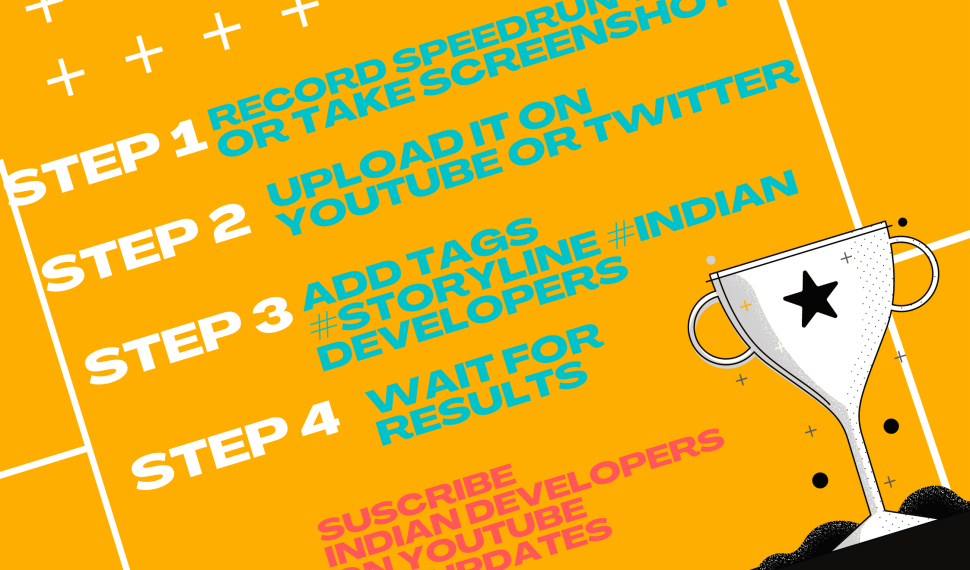 STEP 1
RECORD SPEEDRUN
OR TAKE SCREENSHOT
STEP 2
UPLOAD IT ON
YOUTUBE OR TWITTER
STEP 3
ADD TAGS
#STORYLINE #INDIAN
DEVELOPERS
STEP 4
WAIT FOR
RESULTS
SUSCRIBE
INDIAN DEVELOPERS
ON YOUTUBE
UPDATES